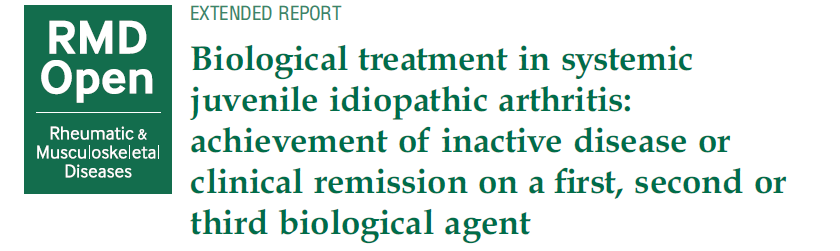 RMD
Open
Rheumatic &
Musculoskeletal
Diseases
EXTENDED REPORT
Biological treatment in systemic
juvenile idiopathic arthritis:
achievement of inactive disease or
clinical remission on a first, second or
third biological agent